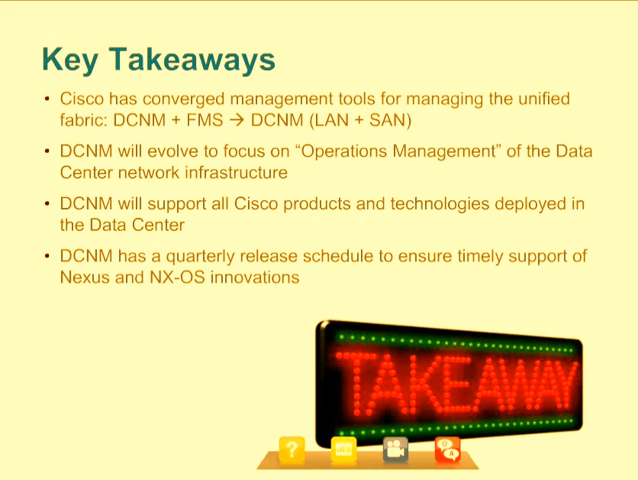 Key Takeaways
• Cisco has converged management tools for managing the unified
fabric: DCNM + FMS → DCNM (LAN + SAN)
• DCNM will evolve to focus on “Operations Management” of the Data
Center network infrastructure
• DCNM will support all Cisco products and technologies deployed in
the Data Center
• DCNM has a quarterly release schedule to ensure timely support of
Nexus and NX-OS innovations
TAKEAWAY
?
Q
A